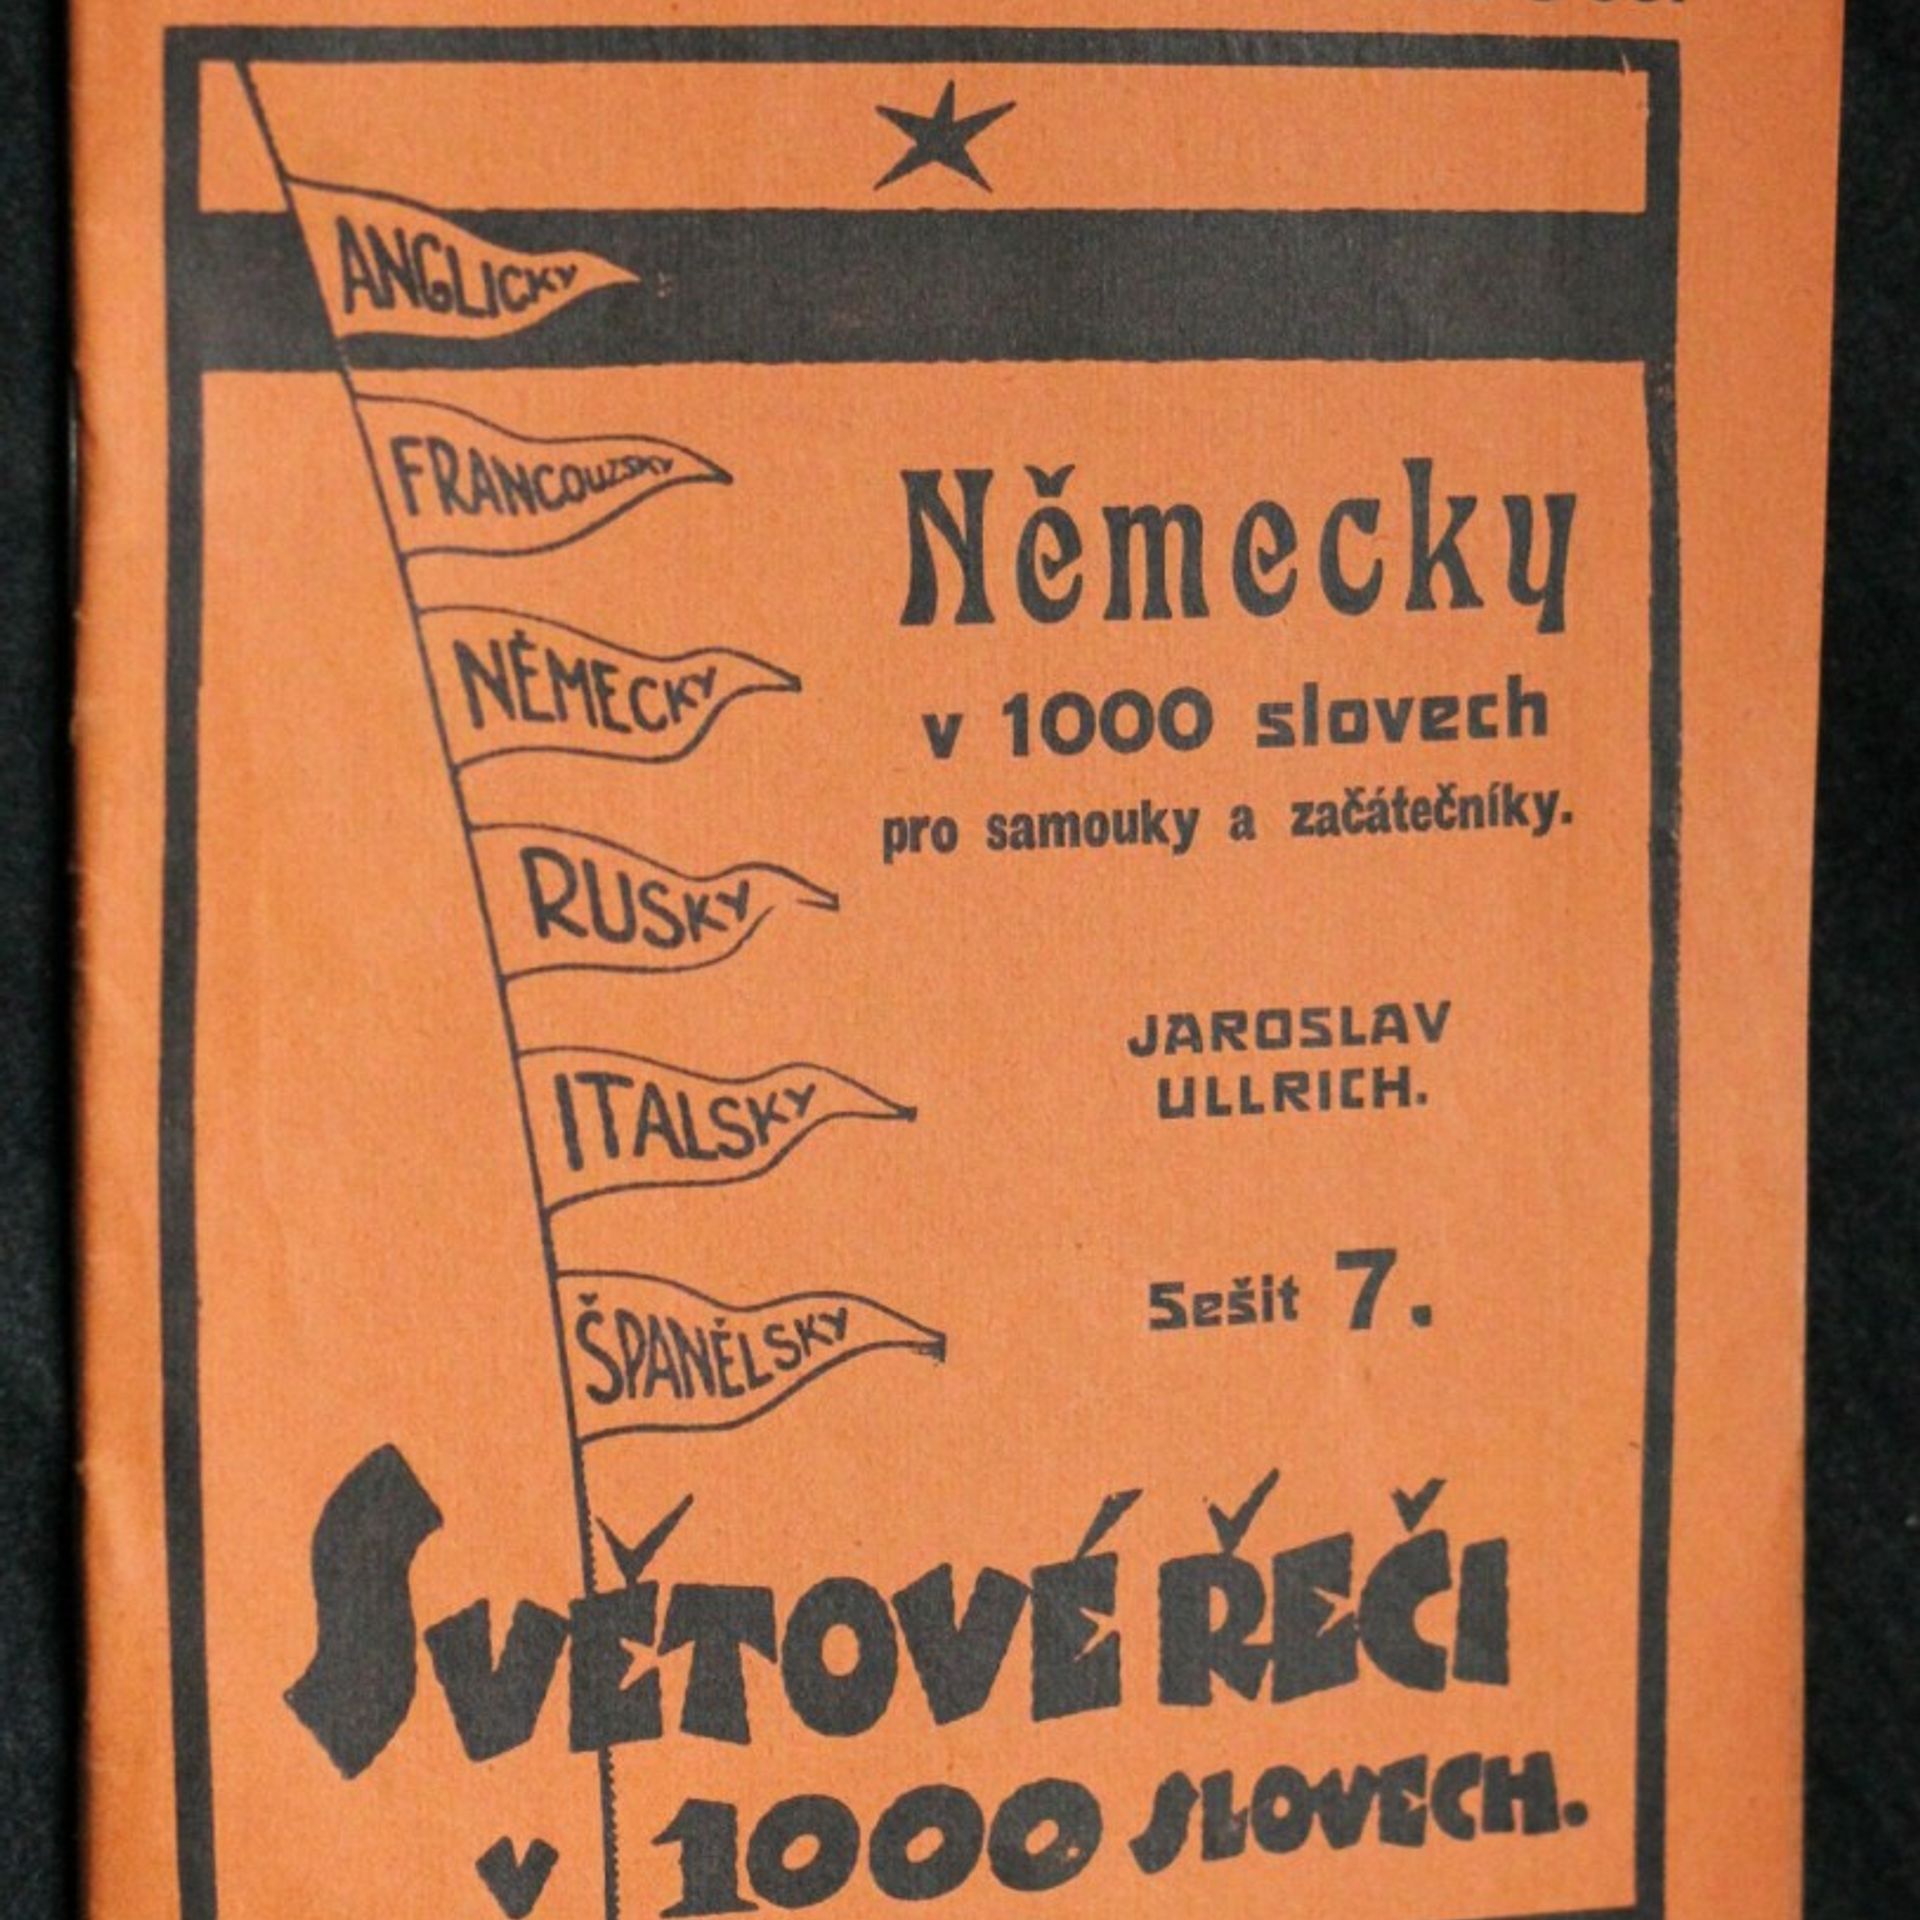 ANGLICKY
FRANCOUZSKY
NĚMECKY
RUSKY
ITALSKY
ŠPANĚLSKY
Německy
v 1000 slovech
pro samouky a začátečníky.
JAROSLAV
ULLRICH.
Sešit 7.
SVĚTOVÉ ŘEČI
v 1000 SLOVECH.